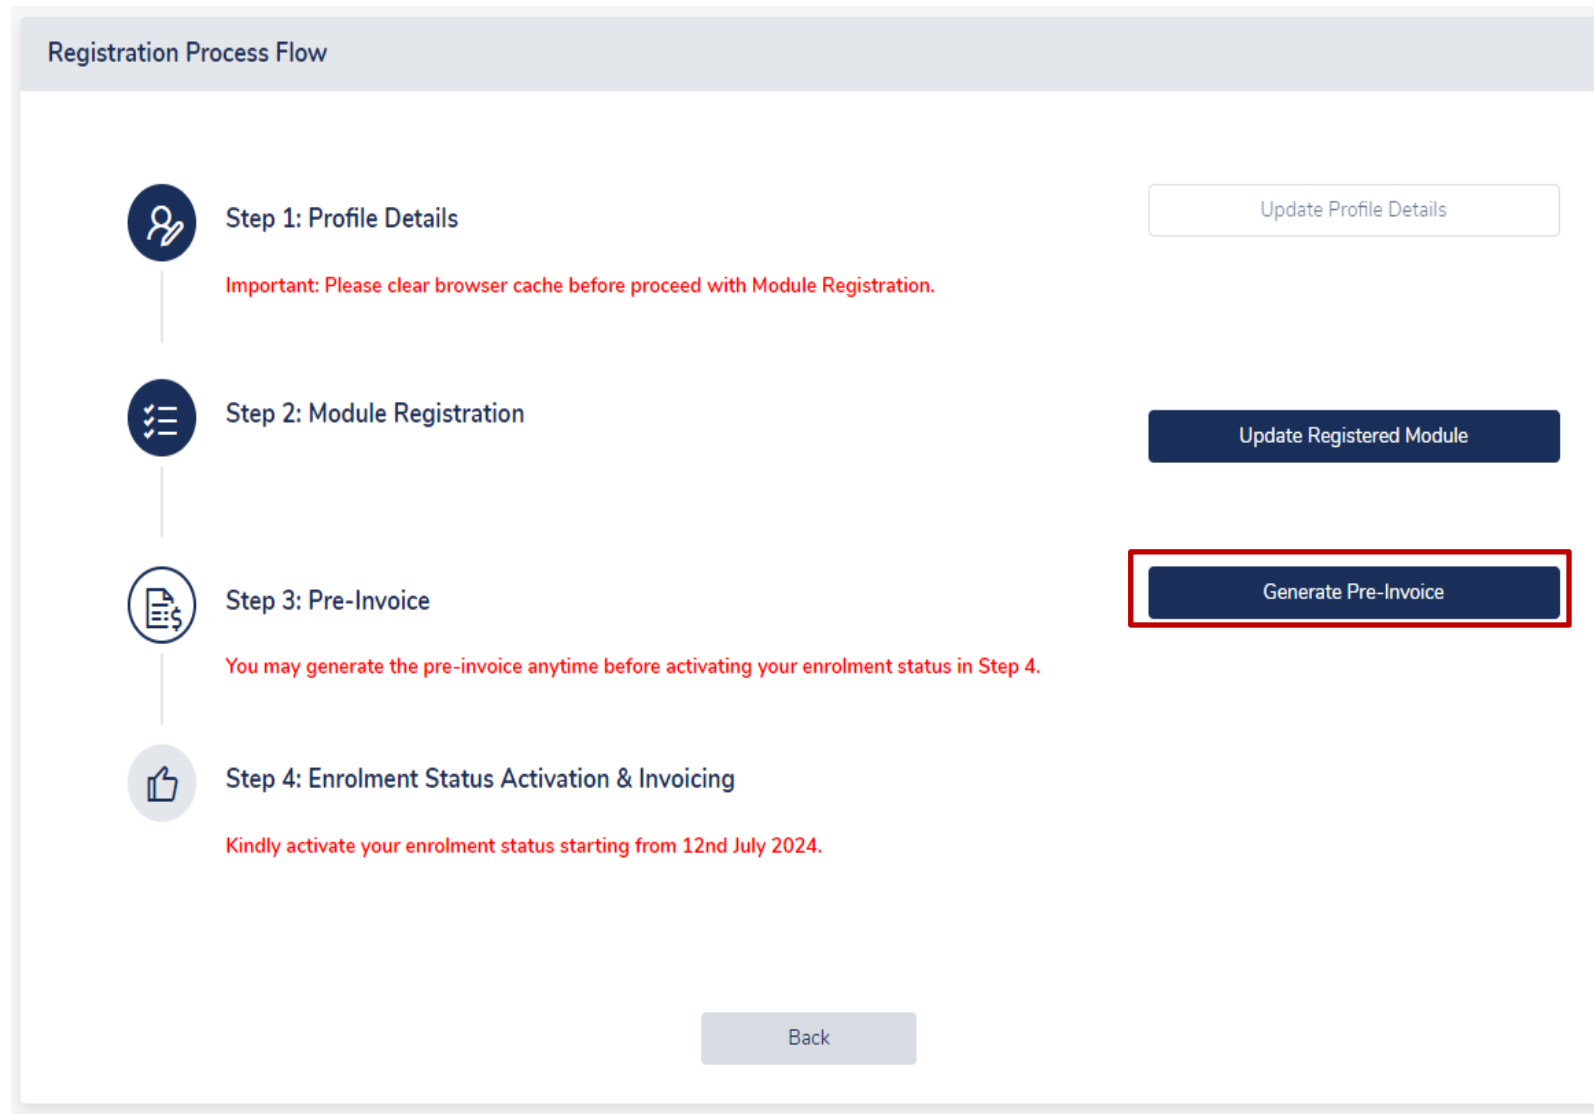 Registration Process Flow
Step 1: Profile Details
Update Profile Details
Important: Please clear browser cache before proceed with Module Registration.
Step 2: Module Registration
Update Registered Module
Generate Pre-Invoice
Step 3: Pre-Invoice
You may generate the pre-invoice anytime before activating your enrolment status in Step 4.
Step 4: Enrolment Status Activation & Invoicing
Kindly activate your enrolment status starting from 12nd July 2024.
Back